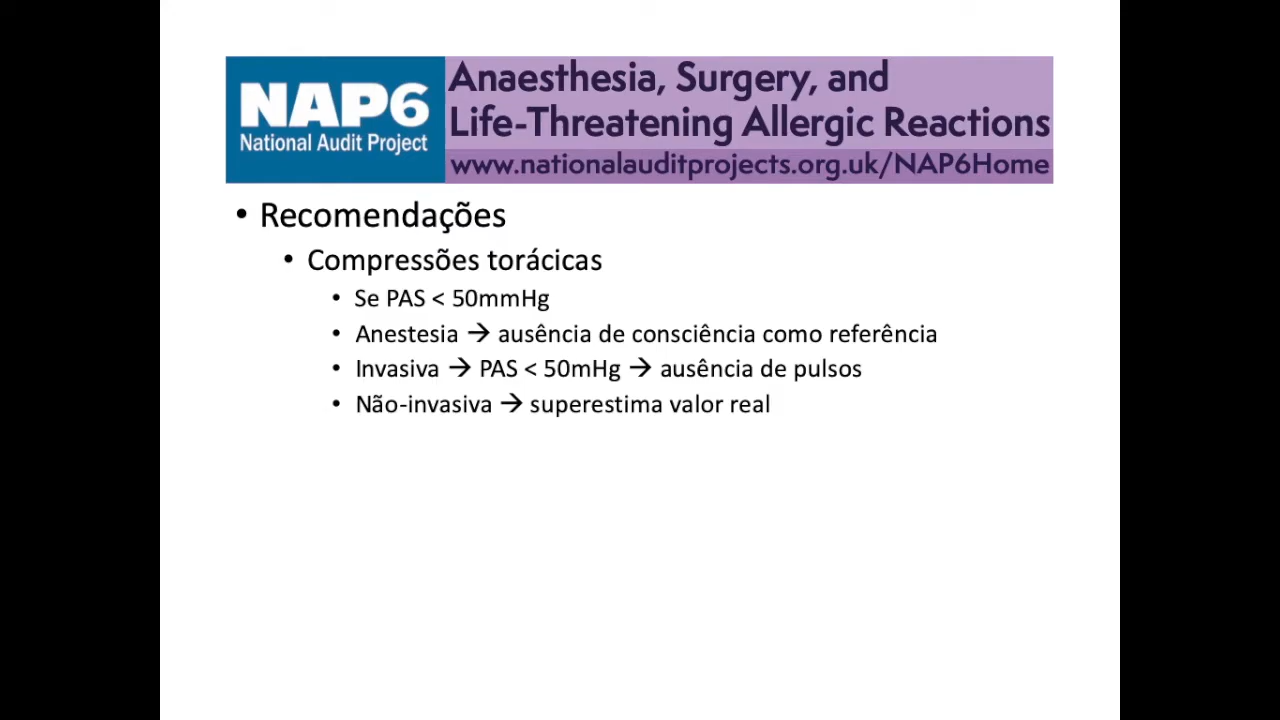 NAP6
National Audit Project
Anaesthesia, Surgery, and
Life-Threatening Allergic Reactions
www.nationalauditprojects.org.uk/NAP6Home
• Recomendações
• Compressões torácicas
• Se PAS < 50mmHg
• Anestesia → ausência de consciência como referência
• Invasiva → PAS < 50mHg → ausência de pulsos
• Não-invasiva → superestima valor real